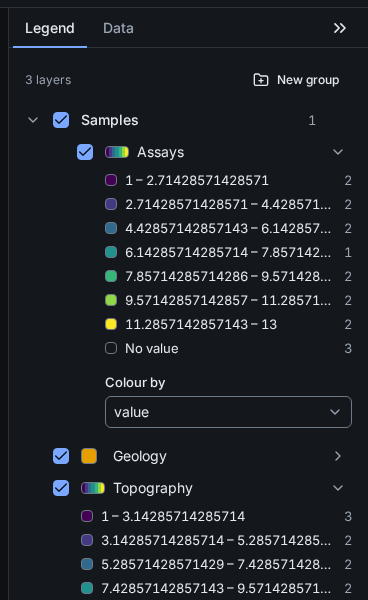 Legend Data
3 layers New group
Samples 1
Assays
1 – 2.71428571428571 2
2.71428571428571 – 4.428571... 2
4.42857142857143 – 6.142857... 2
6.14285714285714 – 7.857142... 1
7.85714285714286 – 9.571428... 2
9.57142857142857 – 11.28571... 2
11.2857142857143 – 13 2
No value 3
Colour by
value
Geology
Topography
1 – 3.14285714285714 3
3.14285714285714 – 5.285714285... 2
5.28571428571429 – 7.428571428... 2
7.42857142857143 – 9.571428571... 2